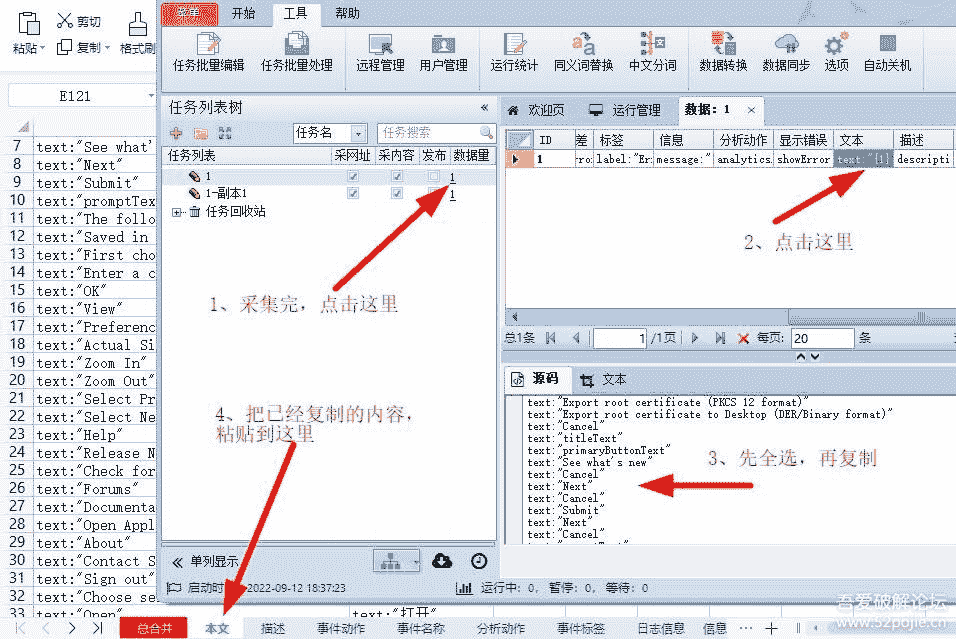 粘贴 剪切 复制 格式刷
开始 工具 帮助
任务批量编辑 任务批量处理 远程管理 用户管理 运行统计 同义词替换 中文分词 数据转换 数据同步 选项 自动关机
E121
任务列表树
任务名 任务搜索
任务列表 采网址 采内容 发布 数据量
1 1
1-副本1 1
任务回收站
欢迎页 运行管理 数据: 1
ID 差 标签 信息 分析动作 显示错误 文本 描述
1 ro: label:"Er: message:" analytics. showError text:"{1} descripti
7 text:"See what'
8 text:"Next"
9 text:"Submit"
10 text:"promptTex
11 text:"The follo
12 text:"Saved in
13 text:"First cho
14 text:"Enter a c
15 text:"OK"
16 text:"View"
17 text:"Preferenc
18 text:"Actual Si
19 text:"Zoom In"
20 text:"Zoom Out"
21 text:"Select Pr
22 text:"Select Ne
23 text:"Help"
24 text:"Release N
25 text:"Check for
26 text:"Forums"
27 text:"Documenta
28 text:"Open Appl
29 text:"About"
30 text:"Contact S
31 text:"Sign out"
32 text:"Choose se
33 text:"Open" text:"打开"
1、采集完，点击这里
2、点击这里
总1条 1 /1页 每页: 20 条
源码 文本
text:"Export root certificate (PKCS 12 format)"
text:"Export root certificate to Desktop (DER/Binary format)"
text:"Cancel"
text:"titleText"
text:"primaryButtonText"
text:"See what's new"
text:"Cancel"
text:"Next"
text:"Cancel"
text:"Submit"
text:"Next"
text:"Cancel"
3、先全选，再复制
4、把已经复制的内容，
粘贴到这里
单列显示
启动时 2022-09-12 18:37:23 运行中: 0, 暂停: 0, 等待: 0
总合并 本文 描述 事件动作 事件名称 分析动作 事件标签 日志信息 信息
吾爱破解论坛
www.52pojie.cn